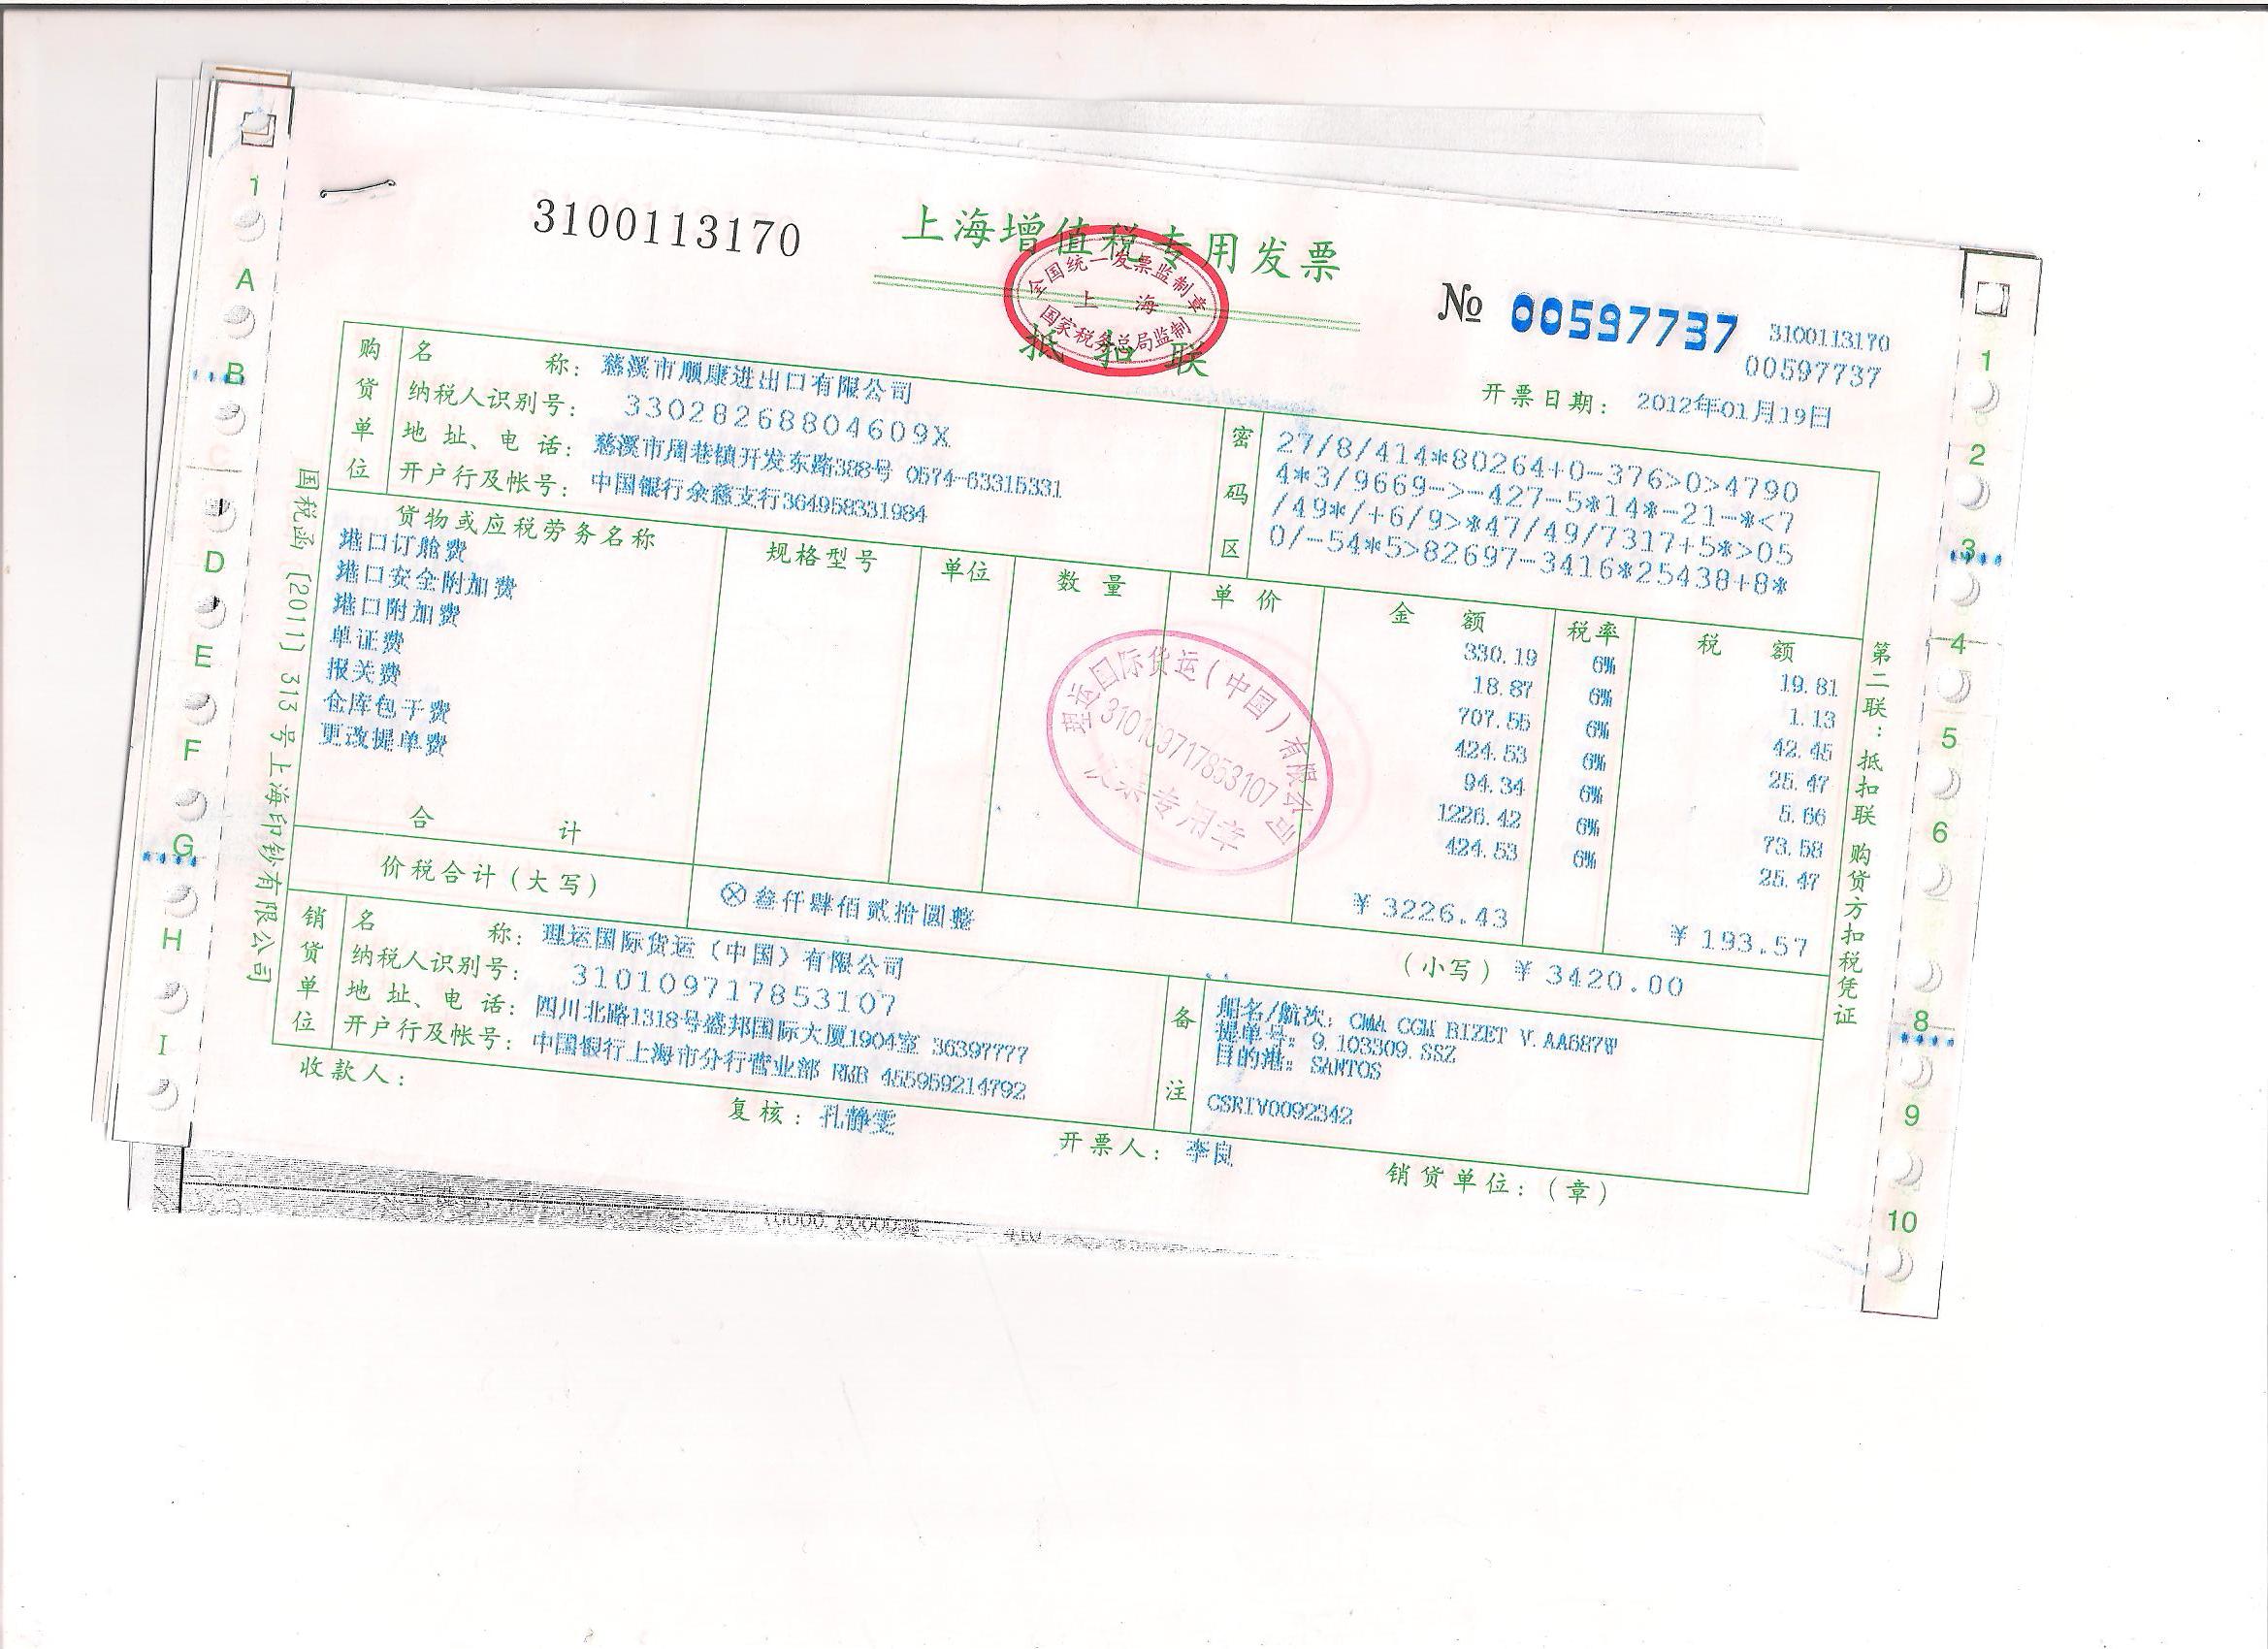 3100113170
上海增值税专用发票
全国统一发票监制章
上海
国家税务总局监制
抵扣联
№ 00597737
3100113170
00597737
开票日期: 2012年01月19日
购货单位
名称: 慈溪市顺康进出口有限公司
纳税人识别号: 33028268804609X
地址、电话: 慈溪市周巷镇开发东路388号 0574-63315331
开户行及帐号: 中国银行余慈支行364958331984
密码区
27/8/414*80264+0-376>0>4790
4*3/9669->-427-5*14*-21-*<7
/49*/+6/9>*47/49/7317+5*>05
0/-54*5>82697-3416*25438+8*
货物或应税劳务名称 规格型号 单位 数量 单价 金额 税率 税额
港口订舱费 330.19 6% 19.81
港口安全附加费 18.87 6% 1.13
港口附加费 707.55 6% 42.45
单证费 424.53 6% 25.47
报关费 94.34 6% 5.66
仓库包干费 1226.42 6% 73.58
更改提单费 424.53 6% 25.47
合计 ¥3226.43 ¥193.57
价税合计(大写) ⊗叁仟肆佰贰拾圆整 (小写) ¥3420.00
销货单位
名称: 理运国际货运(中国)有限公司
纳税人识别号: 310109717853107
地址、电话: 四川北路1318号盛邦国际大厦1904室 36397777
开户行及帐号: 中国银行上海市分行营业部 RMB 455959214792
备注
船名/航次: CMA CGM BIZET V.AA687W
提单号: 9.103309.SSZ
目的港: SANTOS
CSRIV0092342
收款人:
复核: 孔静雯
开票人: 李良
销货单位: (章)
理运国际货运(中国)有限公司
310109717853107
发票专用章
国税函〔2011〕313号上海印钞有限公司
第二联: 抵扣联 购货方扣税凭证
1
A
B
C
D
E
F
G
H
I
1
2
3
4
5
6
8
9
10